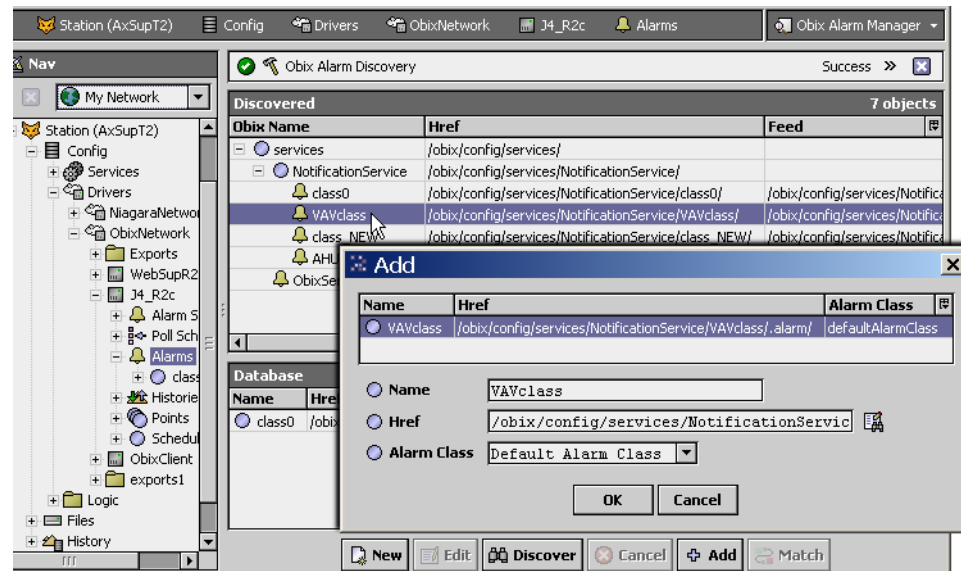 Station (AxSupT2) Config Drivers ObixNetwork J4_R2c Alarms Obix Alarm Manager
Nav
My Network
Station (AxSupT2)
Config
Services
Drivers
NiagaraNetwo
ObixNetwork
Exports
WebSupR2
J4_R2c
Alarm S
Poll Sch
Alarms
clas
Historie
Points
Schedul
ObixClient
exports1
Logic
Files
History
Obix Alarm Discovery Success »
Discovered 7 objects
Obix Name Href Feed
services /obix/config/services/
NotificationService /obix/config/services/NotificationService/
class0 /obix/config/services/NotificationService/class0/ /obix/config/services/Notifica
VAVclass /obix/config/services/NotificationService/VAVclass/ /obix/config/services/Notifica
class_NEW /obix/config/services/NotificationService/class_NEW/ /obix/config/services/Notifica
AHU
ObixSe
Database
Name Hre
class0 /obix
Add
Name Href Alarm Class
VAVclass /obix/config/services/NotificationService/VAVclass/.alarm/ defaultAlarmClass
Name VAVclass
Href /obix/config/services/NotificationServic
Alarm Class Default Alarm Class
OK Cancel
New Edit Discover Cancel Add Match